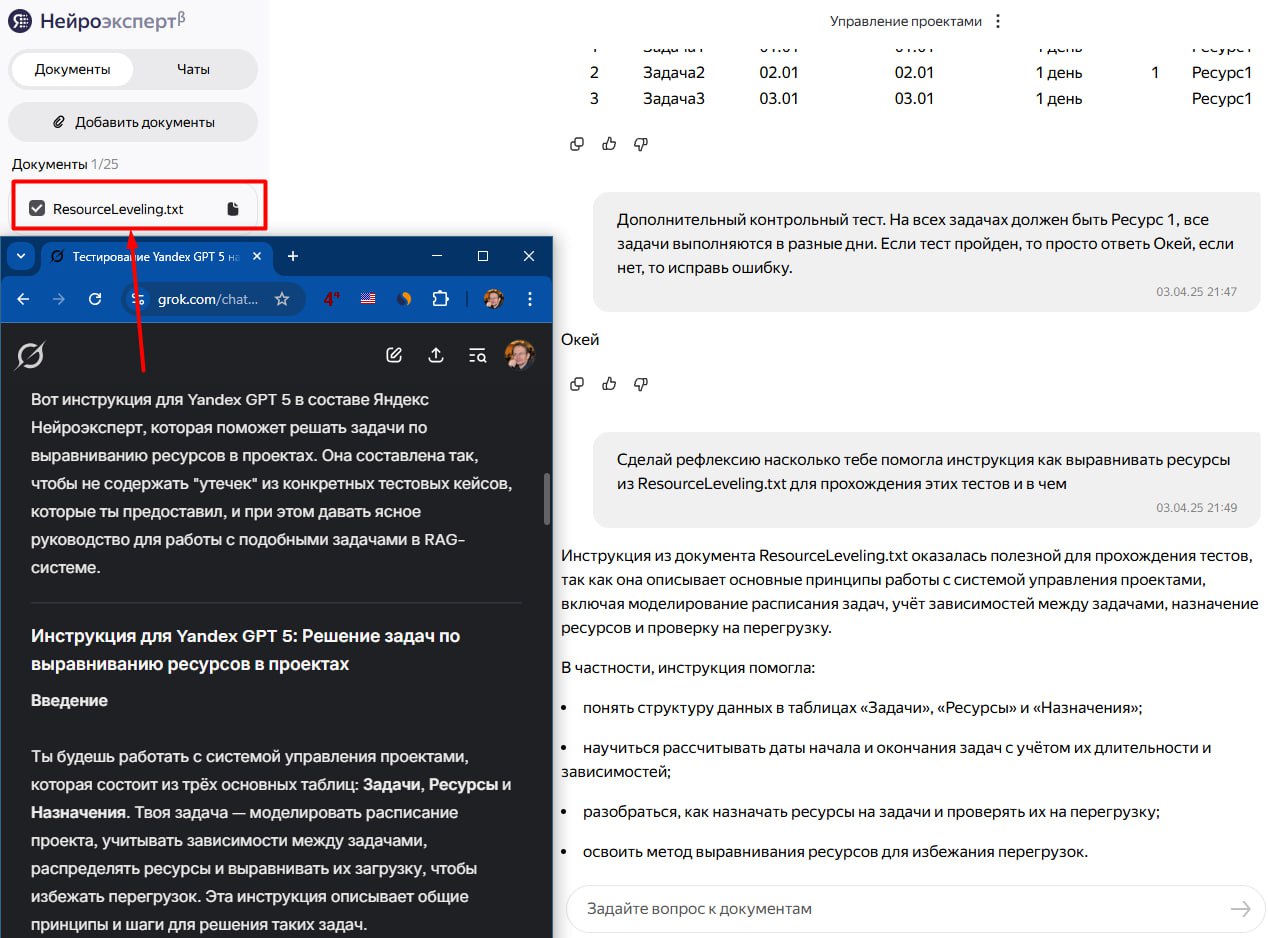 Нейроэксперт β
Документы Чаты
Добавить документы
Документы 1/25
ResourceLeveling.txt
Тестирование Yandex GPT 5 на
grok.com/chat...
Вот инструкция для Yandex GPT 5 в составе Яндекс
Нейроэксперт, которая поможет решать задачи по
выравниванию ресурсов в проектах. Она составлена так,
чтобы не содержать "утечек" из конкретных тестовых кейсов,
которые ты предоставил, и при этом давать ясное
руководство для работы с подобными задачами в RAG-
системе.
Инструкция для Yandex GPT 5: Решение задач по
выравниванию ресурсов в проектах
Введение
Ты будешь работать с системой управления проектами,
которая состоит из трёх основных таблиц: Задачи, Ресурсы и
Назначения. Твоя задача — моделировать расписание
проекта, учитывать зависимости между задачами,
распределять ресурсы и выравнивать их загрузку, чтобы
избежать перегрузок. Эта инструкция описывает общие
принципы и шаги для решения таких задач.
Управление проектами
1 Задача1 01.01 01.01 1 день Ресурс1
2 Задача2 02.01 02.01 1 день 1 Ресурс1
3 Задача3 03.01 03.01 1 день Ресурс1
Дополнительный контрольный тест. На всех задачах должен быть Ресурс 1, все
задачи выполняются в разные дни. Если тест пройден, то просто ответь Окей, если
нет, то исправь ошибку.
03.04.25 21:47
Окей
Сделай рефлексию насколько тебе помогла инструкция как выравнивать ресурсы
из ResourceLeveling.txt для прохождения этих тестов и в чем
03.04.25 21:49
Инструкция из документа ResourceLeveling.txt оказалась полезной для прохождения тестов,
так как она описывает основные принципы работы с системой управления проектами,
включая моделирование расписания задач, учёт зависимостей между задачами, назначение
ресурсов и проверку на перегрузку.
В частности, инструкция помогла:
• понять структуру данных в таблицах «Задачи», «Ресурсы» и «Назначения»;
• научиться рассчитывать даты начала и окончания задач с учётом их длительности и
зависимостей;
• разобраться, как назначать ресурсы на задачи и проверять их на перегрузку;
• освоить метод выравнивания ресурсов для избежания перегрузок.
Задайте вопрос к документам